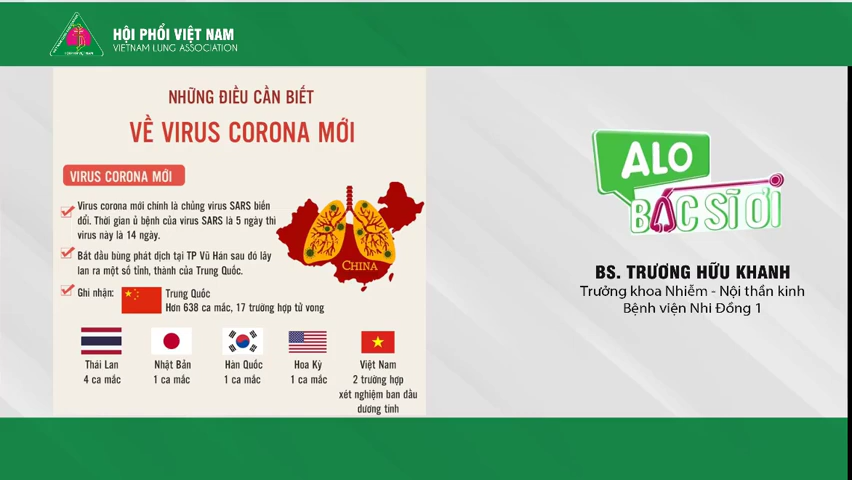 HỘI PHỔI VIỆT NAM
VIETNAM LUNG ASSOCIATION
NHỮNG ĐIỀU CẦN BIẾT
VỀ VIRUS CORONA MỚI
VIRUS CORONA MỚI
Virus corona mới chính là chủng virus SARS biến
đổi. Thời gian ủ bệnh của virus SARS là 5 ngày thì
virus này là 14 ngày.
Bắt đầu bùng phát dịch tại TP Vũ Hán sau đó lây
lan ra một số tỉnh, thành của Trung Quốc.
Ghi nhận:
Trung Quốc
Hơn 638 ca mắc, 17 trường hợp tử vong
CHINA
Thái Lan
4 ca mắc
Nhật Bản
1 ca mắc
Hàn Quốc
1 ca mắc
Hoa Kỳ
1 ca mắc
Việt Nam
2 trường hợp
xét nghiệm ban đầu
dương tính
ALO
BÁC SĨ ƠI
BS. TRƯƠNG HỮU KHANH
Trưởng khoa Nhiễm - Nội thần kinh
Bệnh viện Nhi Đồng 1